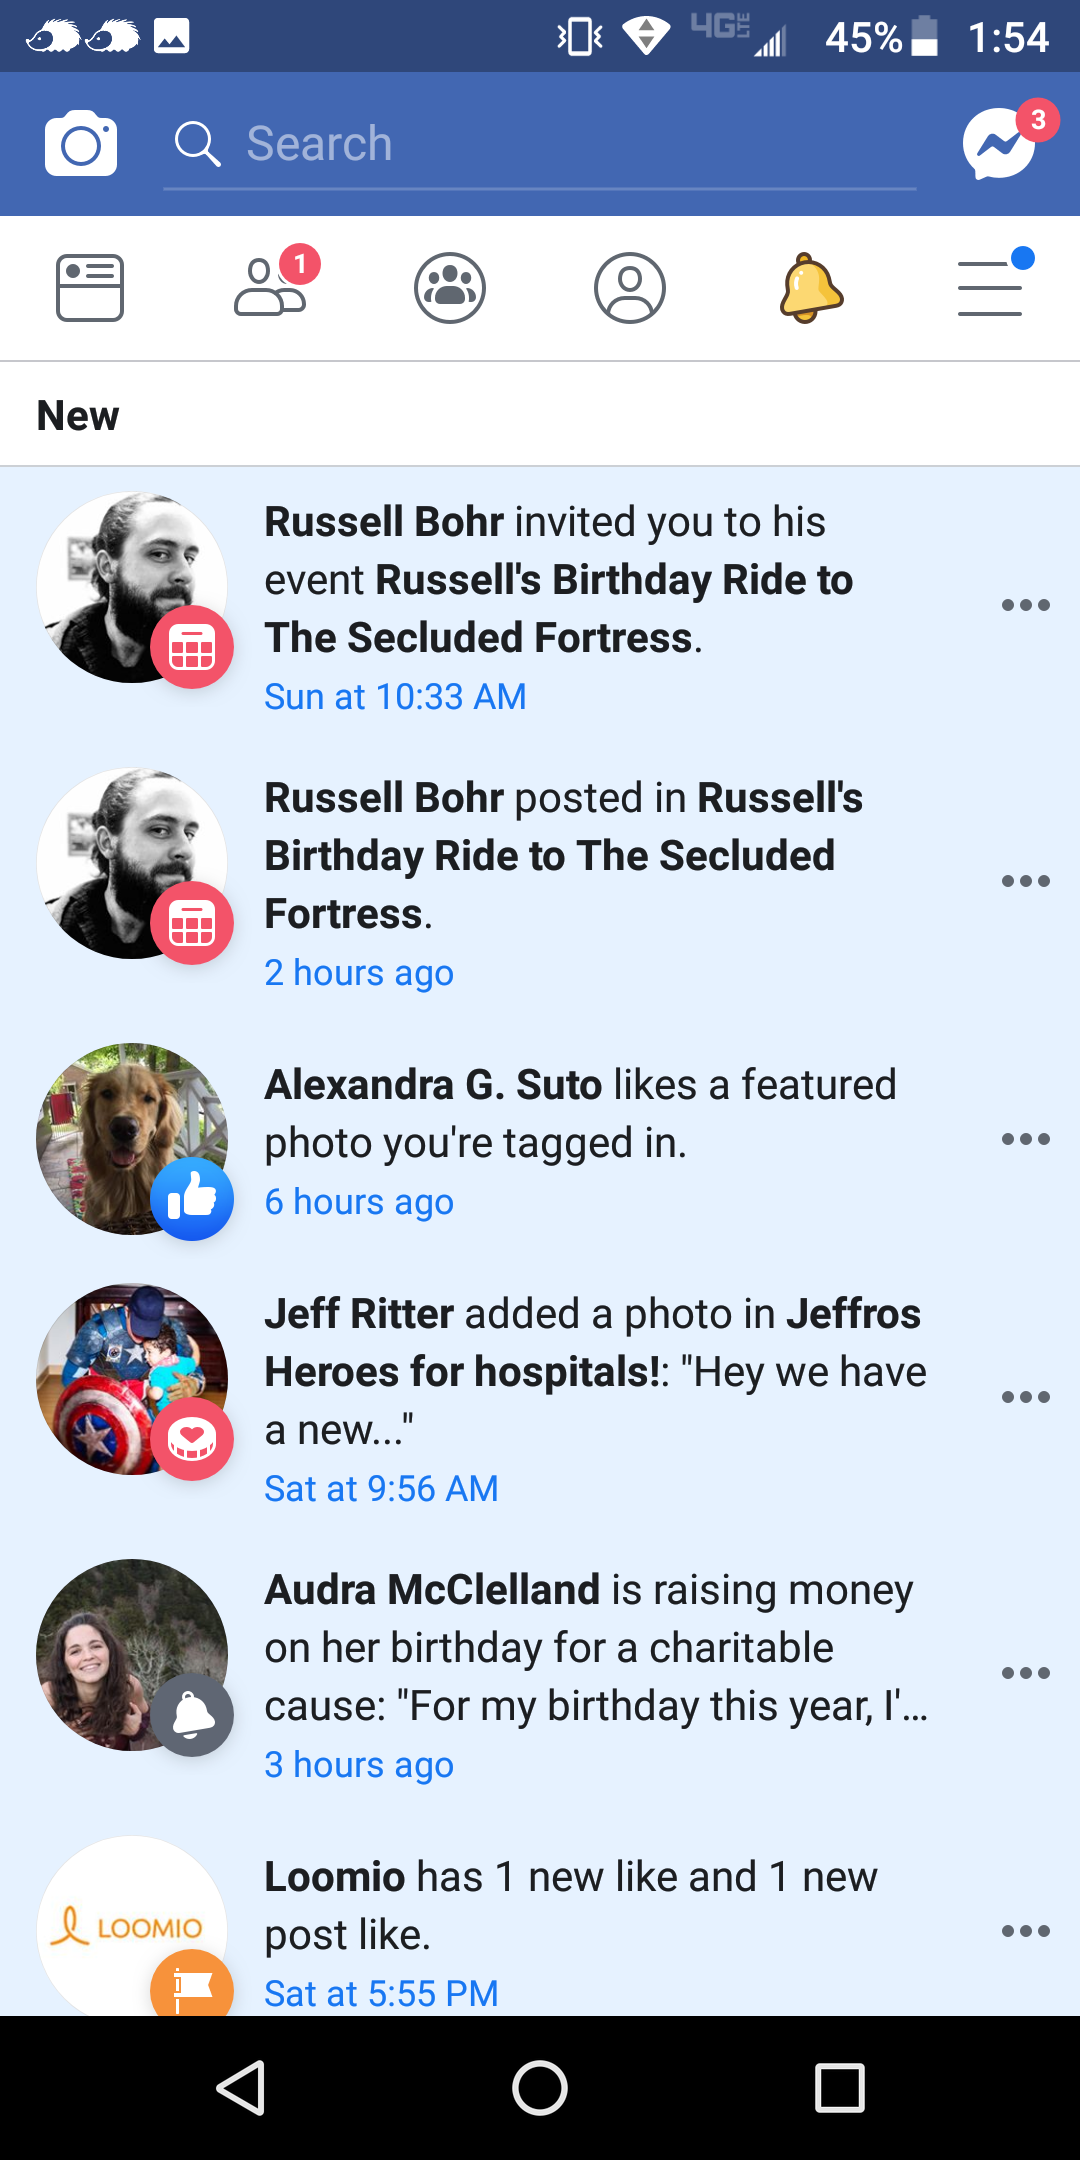 4G LTE 45% 1:54
Search
3
1
New
Russell Bohr invited you to his
event Russell's Birthday Ride to
The Secluded Fortress.
Sun at 10:33 AM
Russell Bohr posted in Russell's
Birthday Ride to The Secluded
Fortress.
2 hours ago
Alexandra G. Suto likes a featured
photo you're tagged in.
6 hours ago
Jeff Ritter added a photo in Jeffros
Heroes for hospitals!: "Hey we have
a new..."
Sat at 9:56 AM
Audra McClelland is raising money
on her birthday for a charitable
cause: "For my birthday this year, I'...
3 hours ago
LOOMIO
Loomio has 1 new like and 1 new
post like.
Sat at 5:55 PM